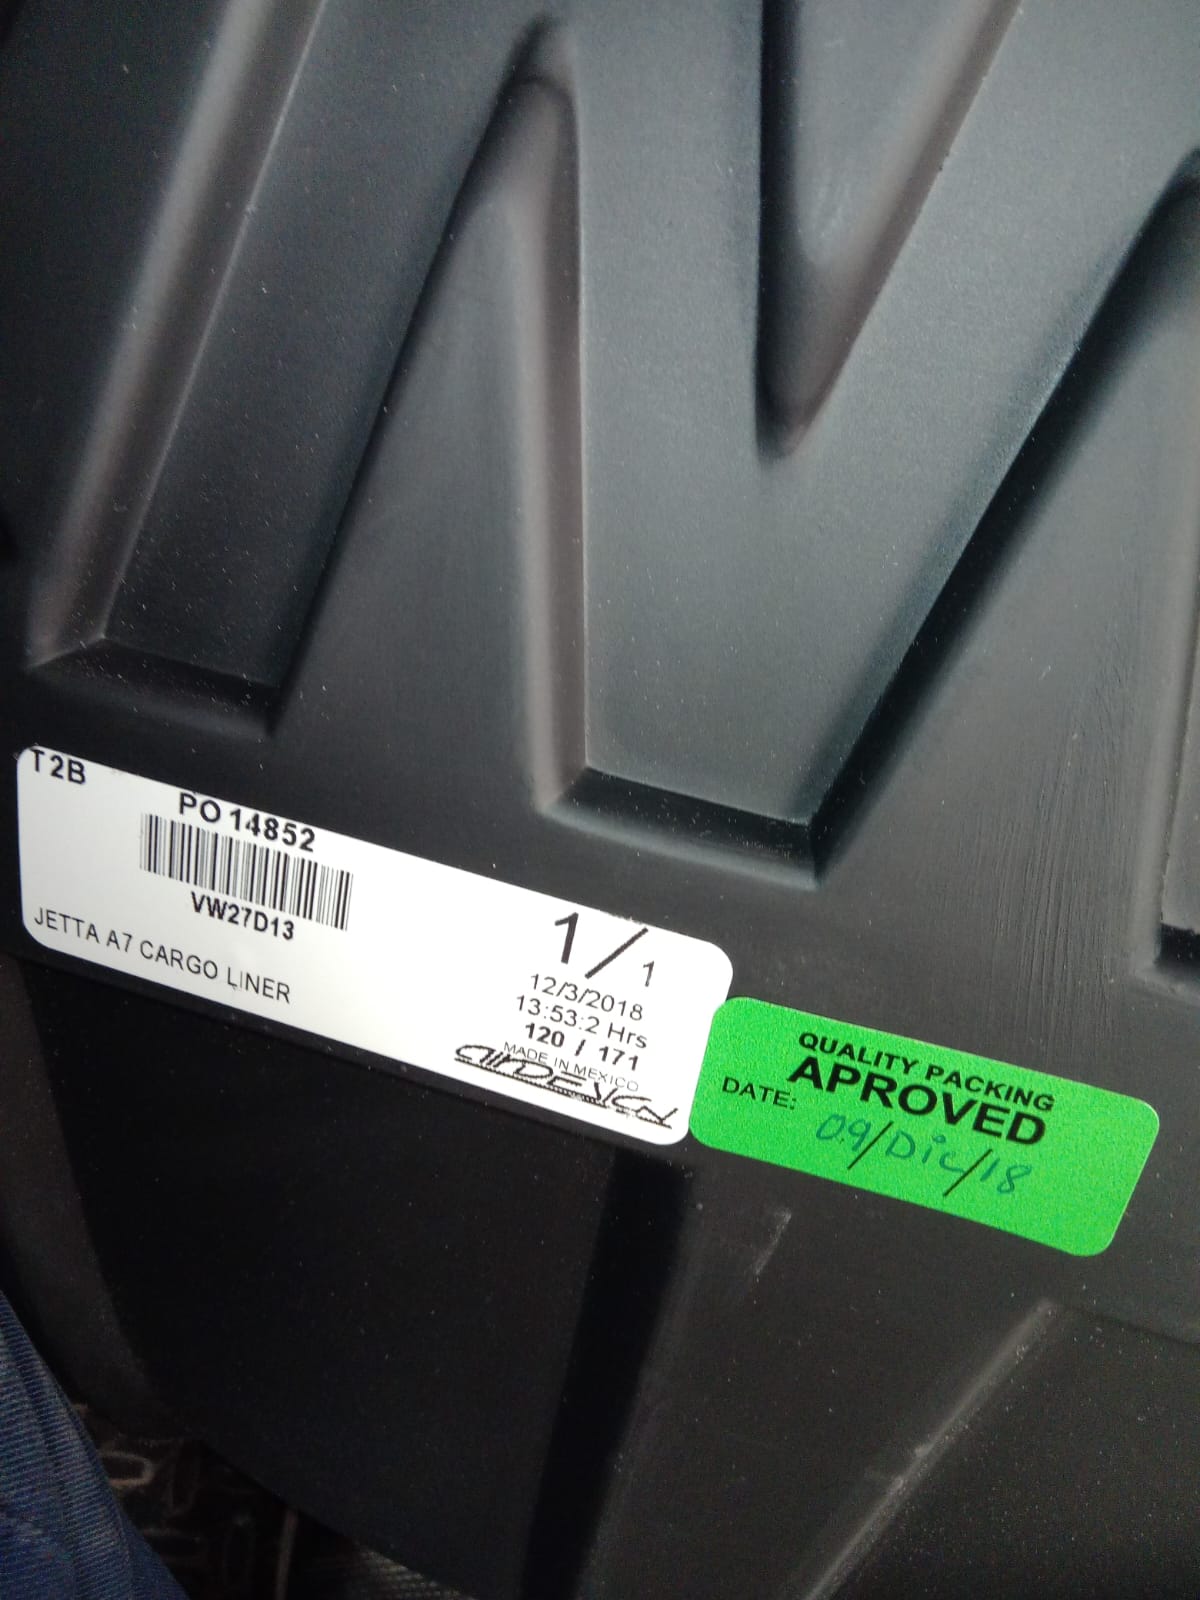 T2B
PO 14852
VW27D13
JETTA A7 CARGO LINER
1/1
12/3/2018
13:53:2 Hrs
120 / 171
MADE IN MEXICO
AIRDESIGN
QUALITY PACKING
APROVED
DATE: 09/Dic/18